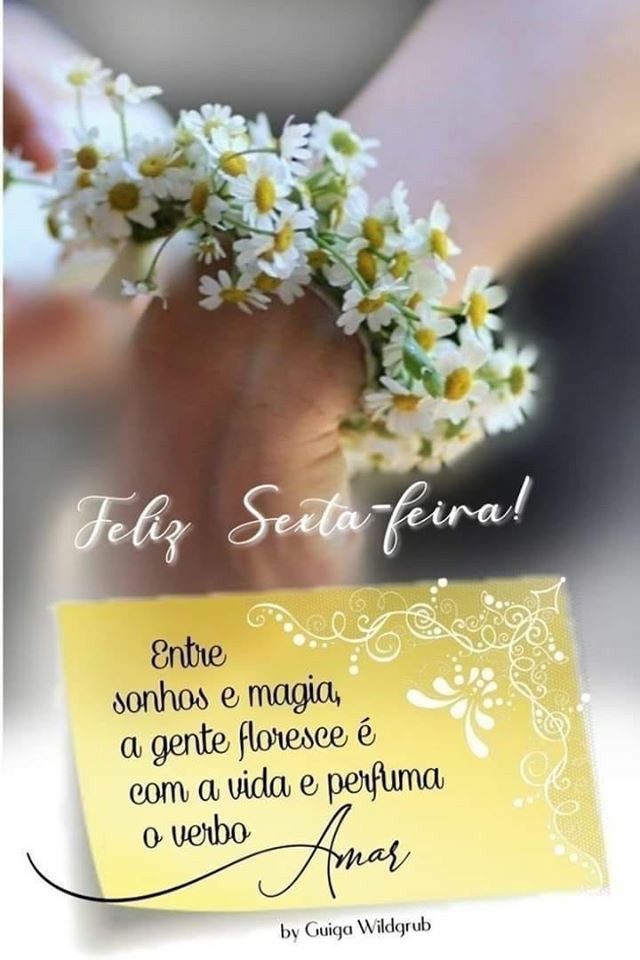 Feliz Sexta-feira!
Entre
sonhos e magia,
a gente floresce é
com a vida e perfuma
o verbo Amar
by Guiga Wildgrub